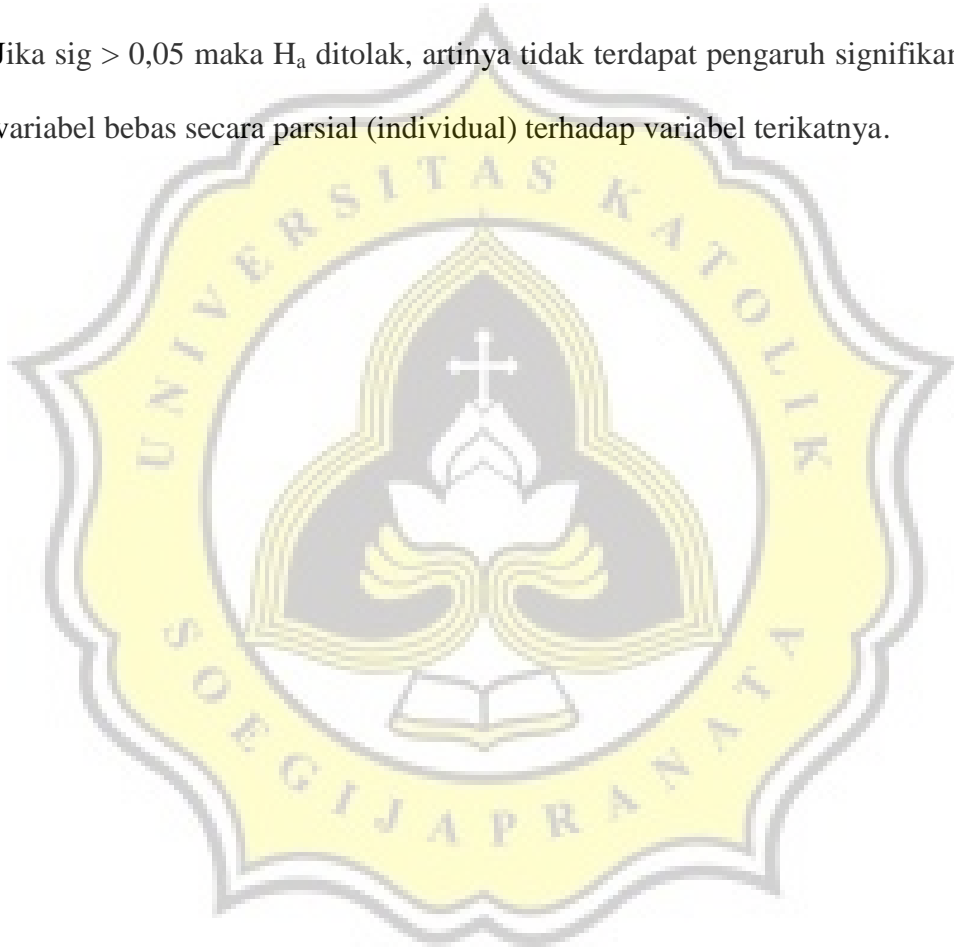 Jika sig > 0,05 maka Hₐ ditolak, artinya tidak terdapat pengaruh signifikan
variabel bebas secara parsial (individual) terhadap variabel terikatnya.
UNIVERSITAS KATOLIK
SOEGIJAPRANATA